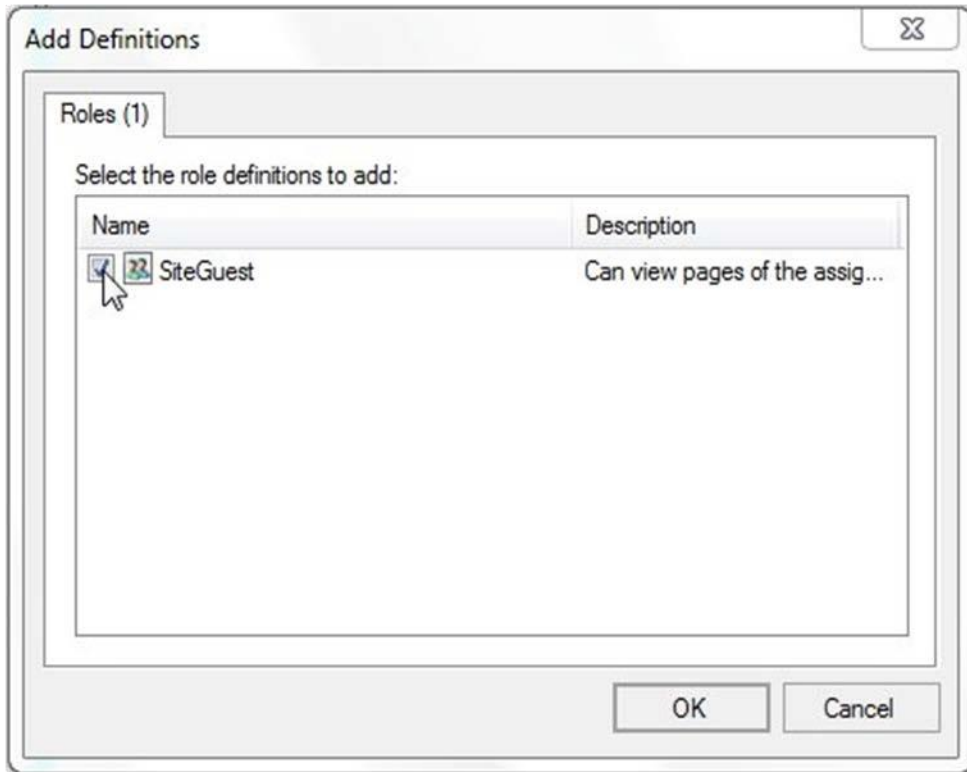 Add Definitions
Roles (1)
Select the role definitions to add:
Name Description
SiteGuest Can view pages of the assig...
OK Cancel